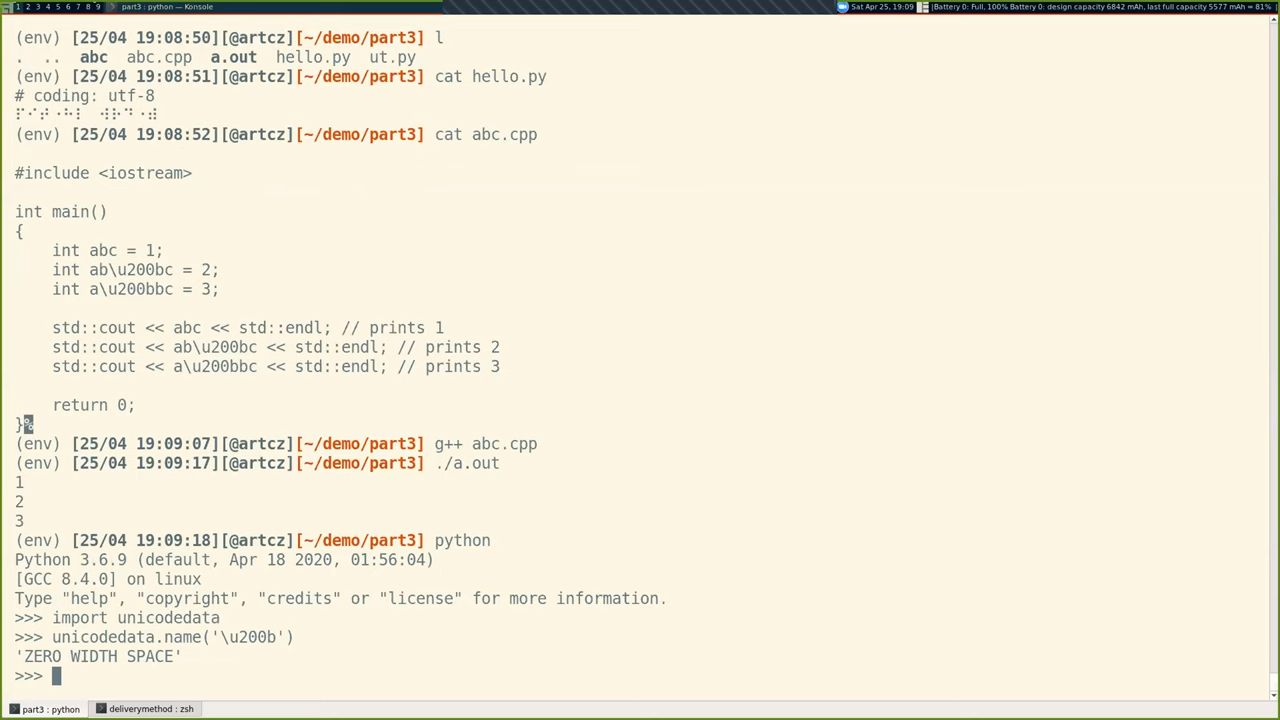 1 2 3 4 5 6 7 8 9 part3 : python — Konsole
Sat Apr 25, 19:09 |Battery 0: Full, 100% Battery 0: design capacity 6842 mAh, last full capacity 5577 mAh = 81%
(env) [25/04 19:08:50][@artcz][~/demo/part3] l
. .. abc abc.cpp a.out hello.py ut.py
(env) [25/04 19:08:51][@artcz][~/demo/part3] cat hello.py
# coding: utf-8
(env) [25/04 19:08:52][@artcz][~/demo/part3] cat abc.cpp
#include <iostream>
int main()
{
int abc = 1;
int ab\u200bc = 2;
int a\u200bbc = 3;
std::cout << abc << std::endl; // prints 1
std::cout << ab\u200bc << std::endl; // prints 2
std::cout << a\u200bbc << std::endl; // prints 3
return 0;
}%
(env) [25/04 19:09:07][@artcz][~/demo/part3] g++ abc.cpp
(env) [25/04 19:09:17][@artcz][~/demo/part3] ./a.out
1
2
3
(env) [25/04 19:09:18][@artcz][~/demo/part3] python
Python 3.6.9 (default, Apr 18 2020, 01:56:04)
[GCC 8.4.0] on linux
Type "help", "copyright", "credits" or "license" for more information.
>>> import unicodedata
>>> unicodedata.name('\u200b')
'ZERO WIDTH SPACE'
>>>
part3 : python deliverymethod : zsh